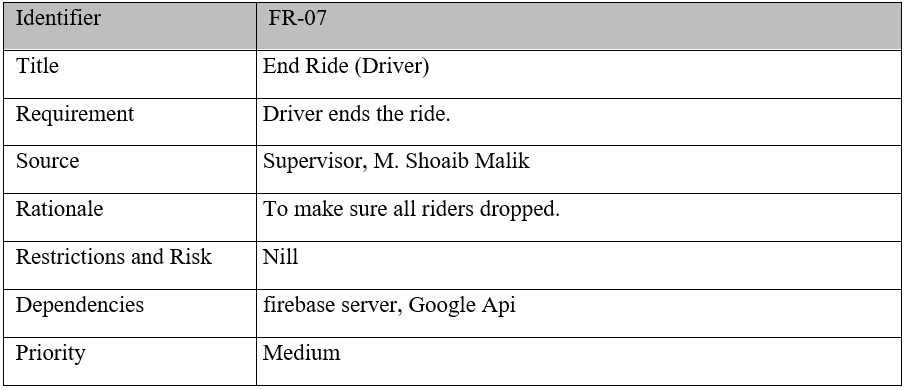 Identifier FR-07
Title End Ride (Driver)
Requirement Driver ends the ride.
Source Supervisor, M. Shoaib Malik
Rationale To make sure all riders dropped.
Restrictions and Risk Nill
Dependencies firebase server, Google Api
Priority Medium